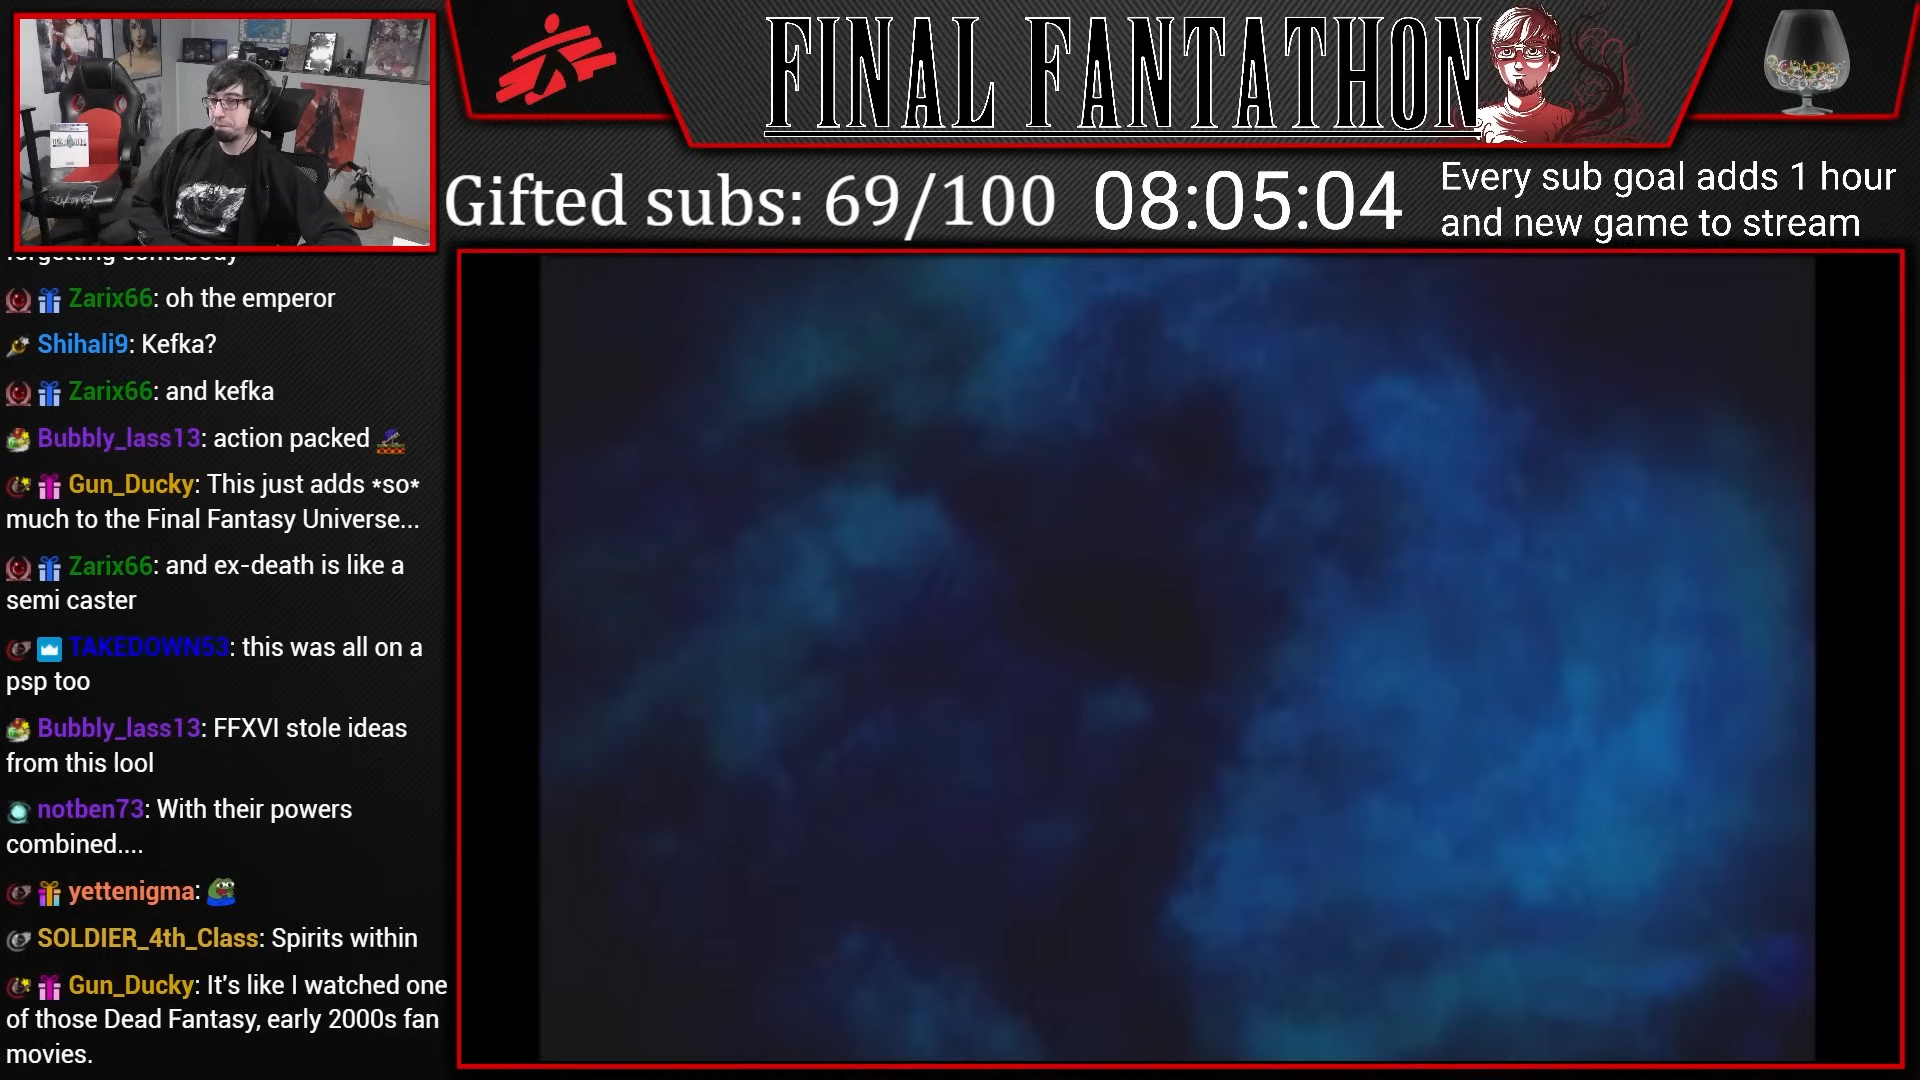 FINAL FANTATHON
Gifted subs: 69/100
08:05:04
Every sub goal adds 1 hour
and new game to stream
forgetting somebody
Zarix66: oh the emperor
Shihali9: Kefka?
Zarix66: and kefka
Bubbly_lass13: action packed
Gun_Ducky: This just adds *so*
much to the Final Fantasy Universe...
Zarix66: and ex-death is like a
semi caster
TAKEDOWN53: this was all on a
psp too
Bubbly_lass13: FFXVI stole ideas
from this lool
notben73: With their powers
combined....
yettenigma:
SOLDIER_4th_Class: Spirits within
Gun_Ducky: It's like I watched one
of those Dead Fantasy, early 2000s fan
movies.